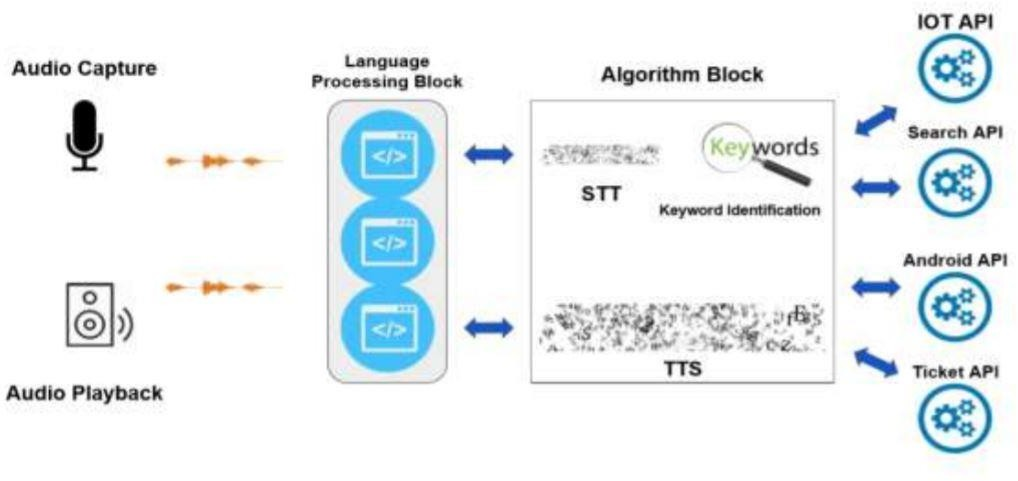 Audio Capture
Audio Playback
Language
Processing Block
</>
</>
</>
Algorithm Block
STT
Keywords
Keyword Identification
TTS
IOT API
Search API
Android API
Ticket API